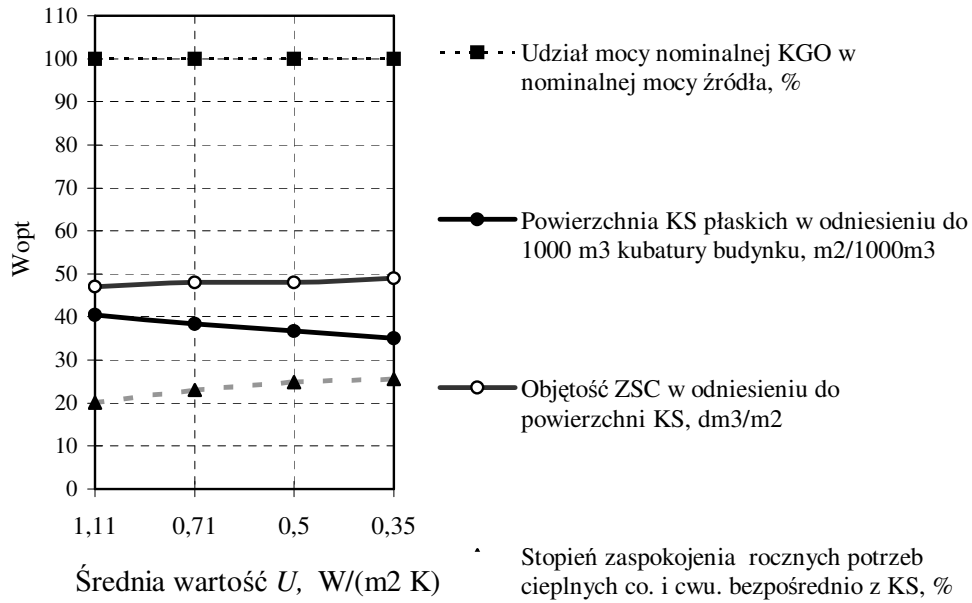 110
100
90
80
70
60
50
40
30
20
10
0
Wopt
1,11 0,71 0,5 0,35
Średnia wartość U, W/(m2 K)
Udział mocy nominalnej KGO w
nominalnej mocy źródła, %
Powierzchnia KS płaskich w odniesieniu do
1000 m3 kubatury budynku, m2/1000m3
Objętość ZSC w odniesieniu do
powierzchni KS, dm3/m2
Stopień zaspokojenia rocznych potrzeb
cieplnych co. i cwu. bezpośrednio z KS, %